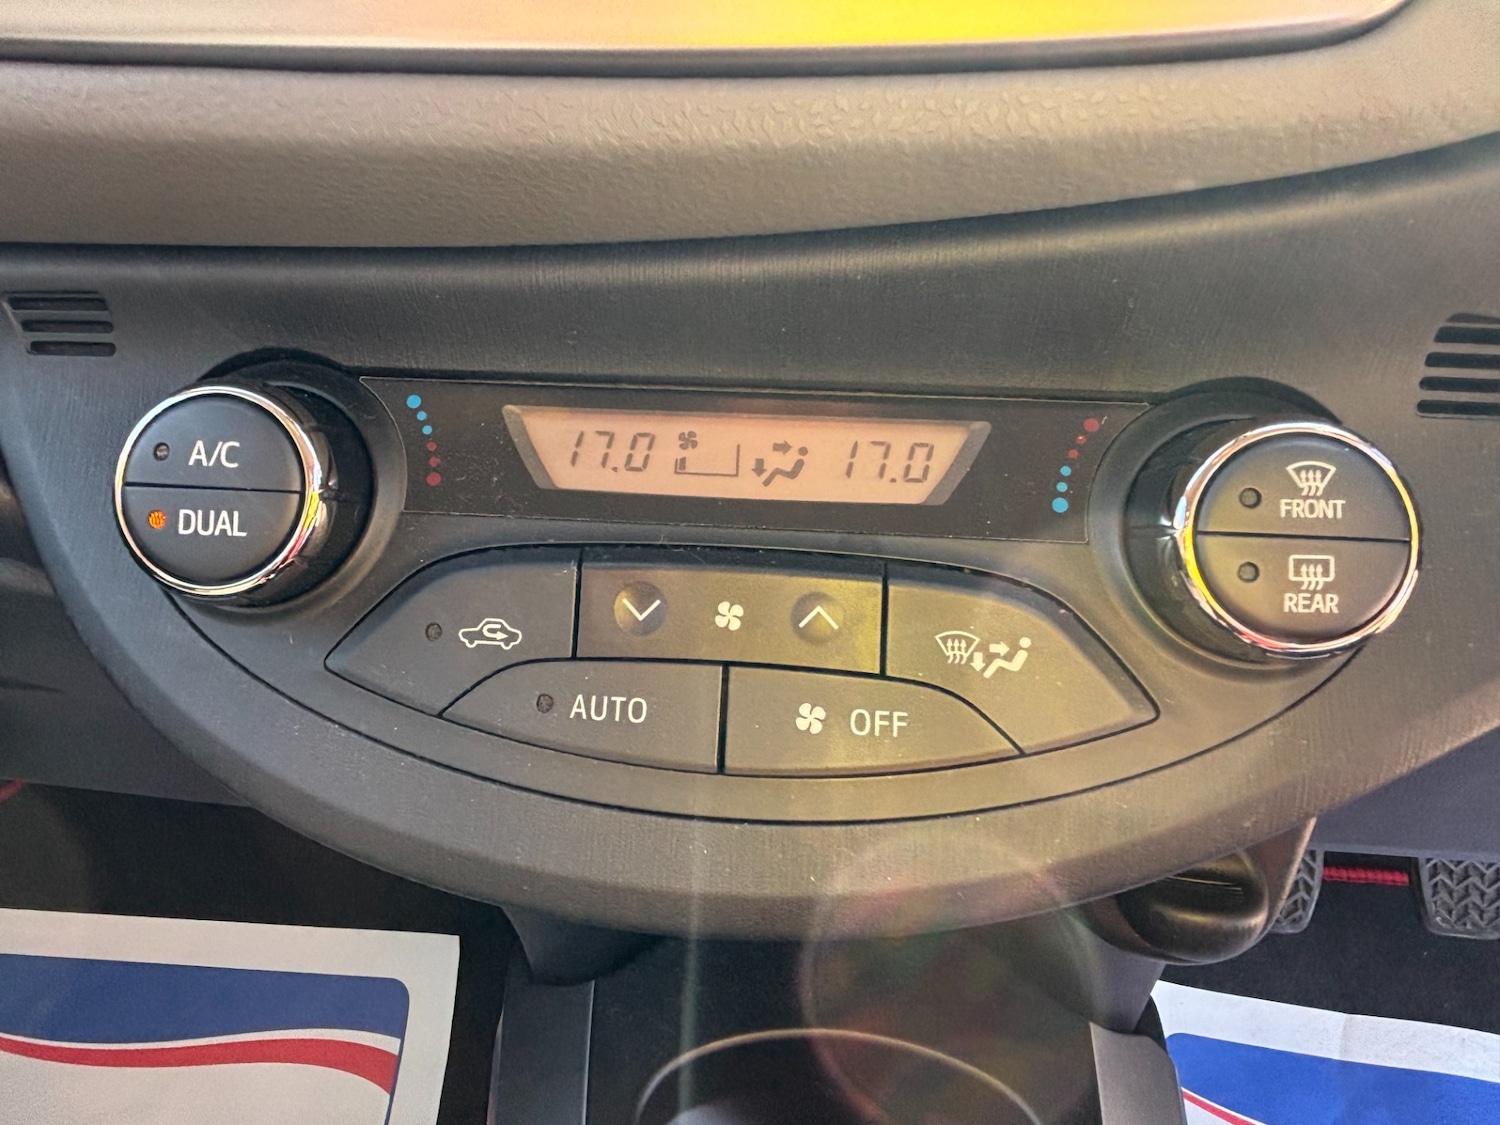 A/C
DUAL
17.0
17.0
FRONT
REAR
AUTO
OFF